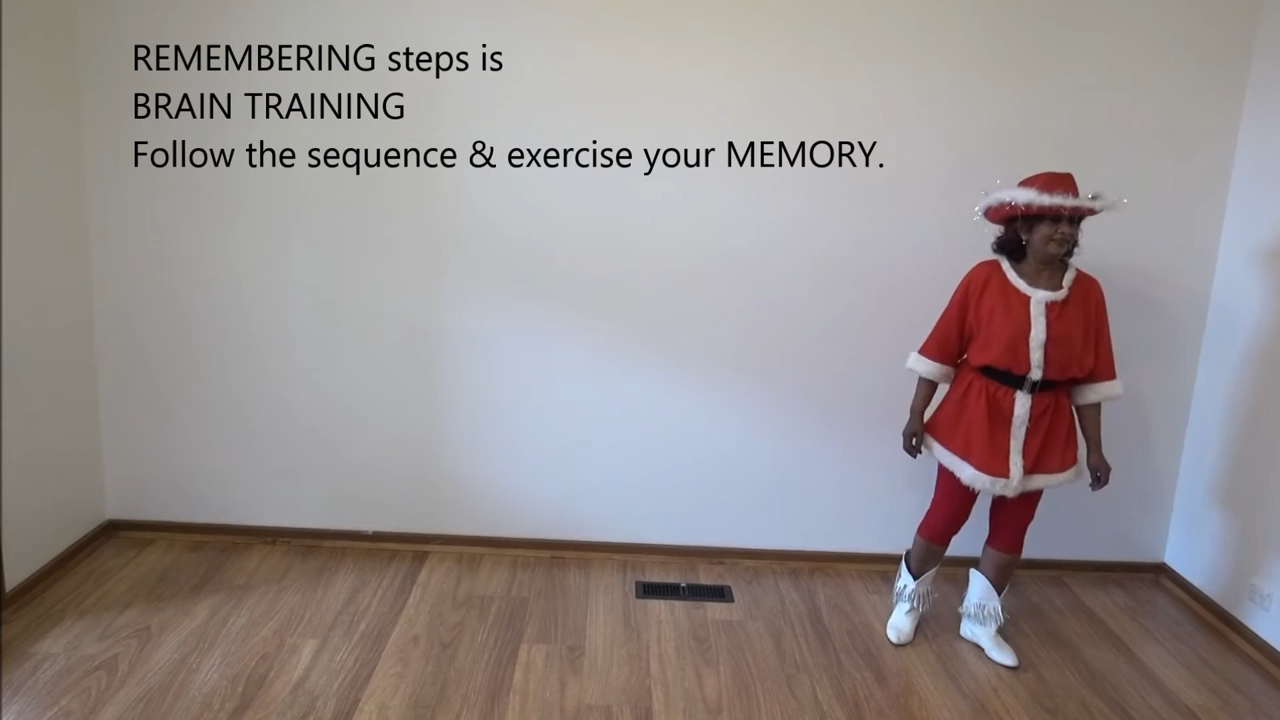 REMEMBERING steps is
BRAIN TRAINING
Follow the sequence & exercise your MEMORY.